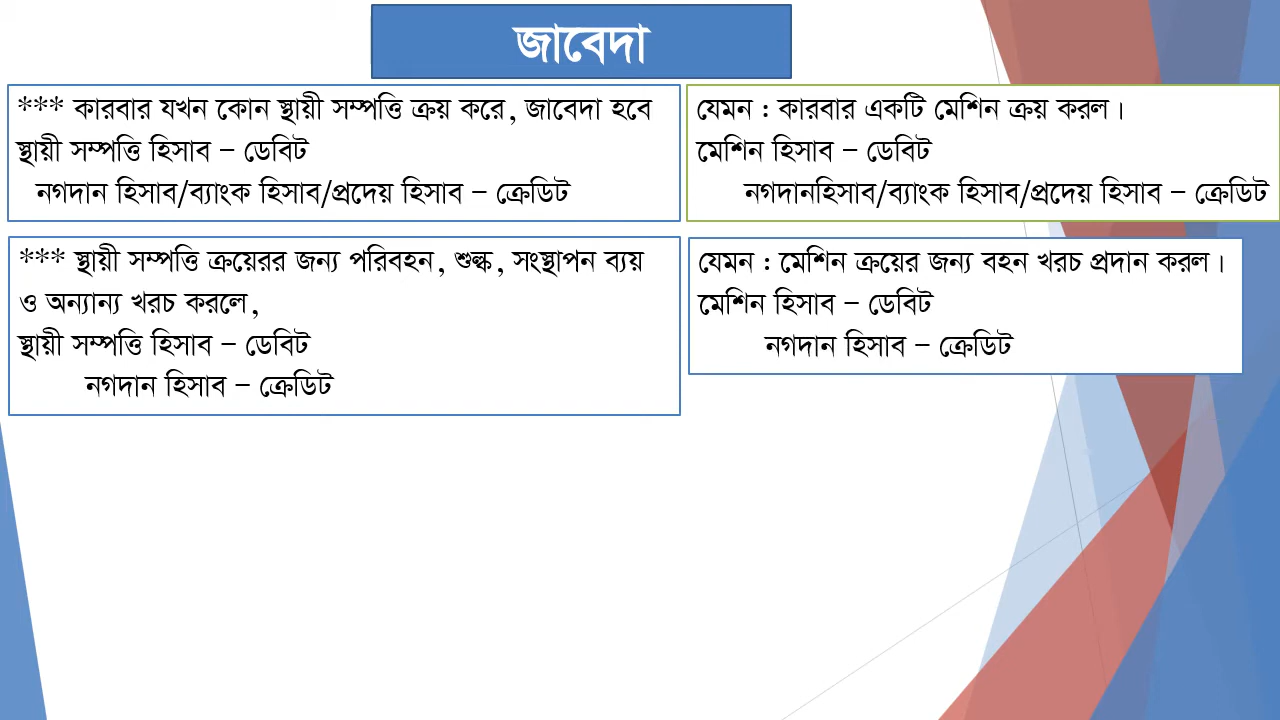 জাবেদা
*** কারবার যখন কোন স্থায়ী সম্পত্তি ক্রয় করে, জাবেদা হবে
স্থায়ী সম্পত্তি হিসাব – ডেবিট
নগদান হিসাব/ব্যাংক হিসাব/প্রদেয় হিসাব – ক্রেডিট
যেমন : কারবার একটি মেশিন ক্রয় করল।
মেশিন হিসাব – ডেবিট
নগদানহিসাব/ব্যাংক হিসাব/প্রদেয় হিসাব – ক্রেডিট
*** স্থায়ী সম্পত্তি ক্রয়েরর জন্য পরিবহন, শুল্ক, সংস্থাপন ব্যয়
ও অন্যান্য খরচ করলে,
স্থায়ী সম্পত্তি হিসাব – ডেবিট
নগদান হিসাব – ক্রেডিট
যেমন : মেশিন ক্রয়ের জন্য বহন খরচ প্রদান করল।
মেশিন হিসাব – ডেবিট
নগদান হিসাব – ক্রেডিট